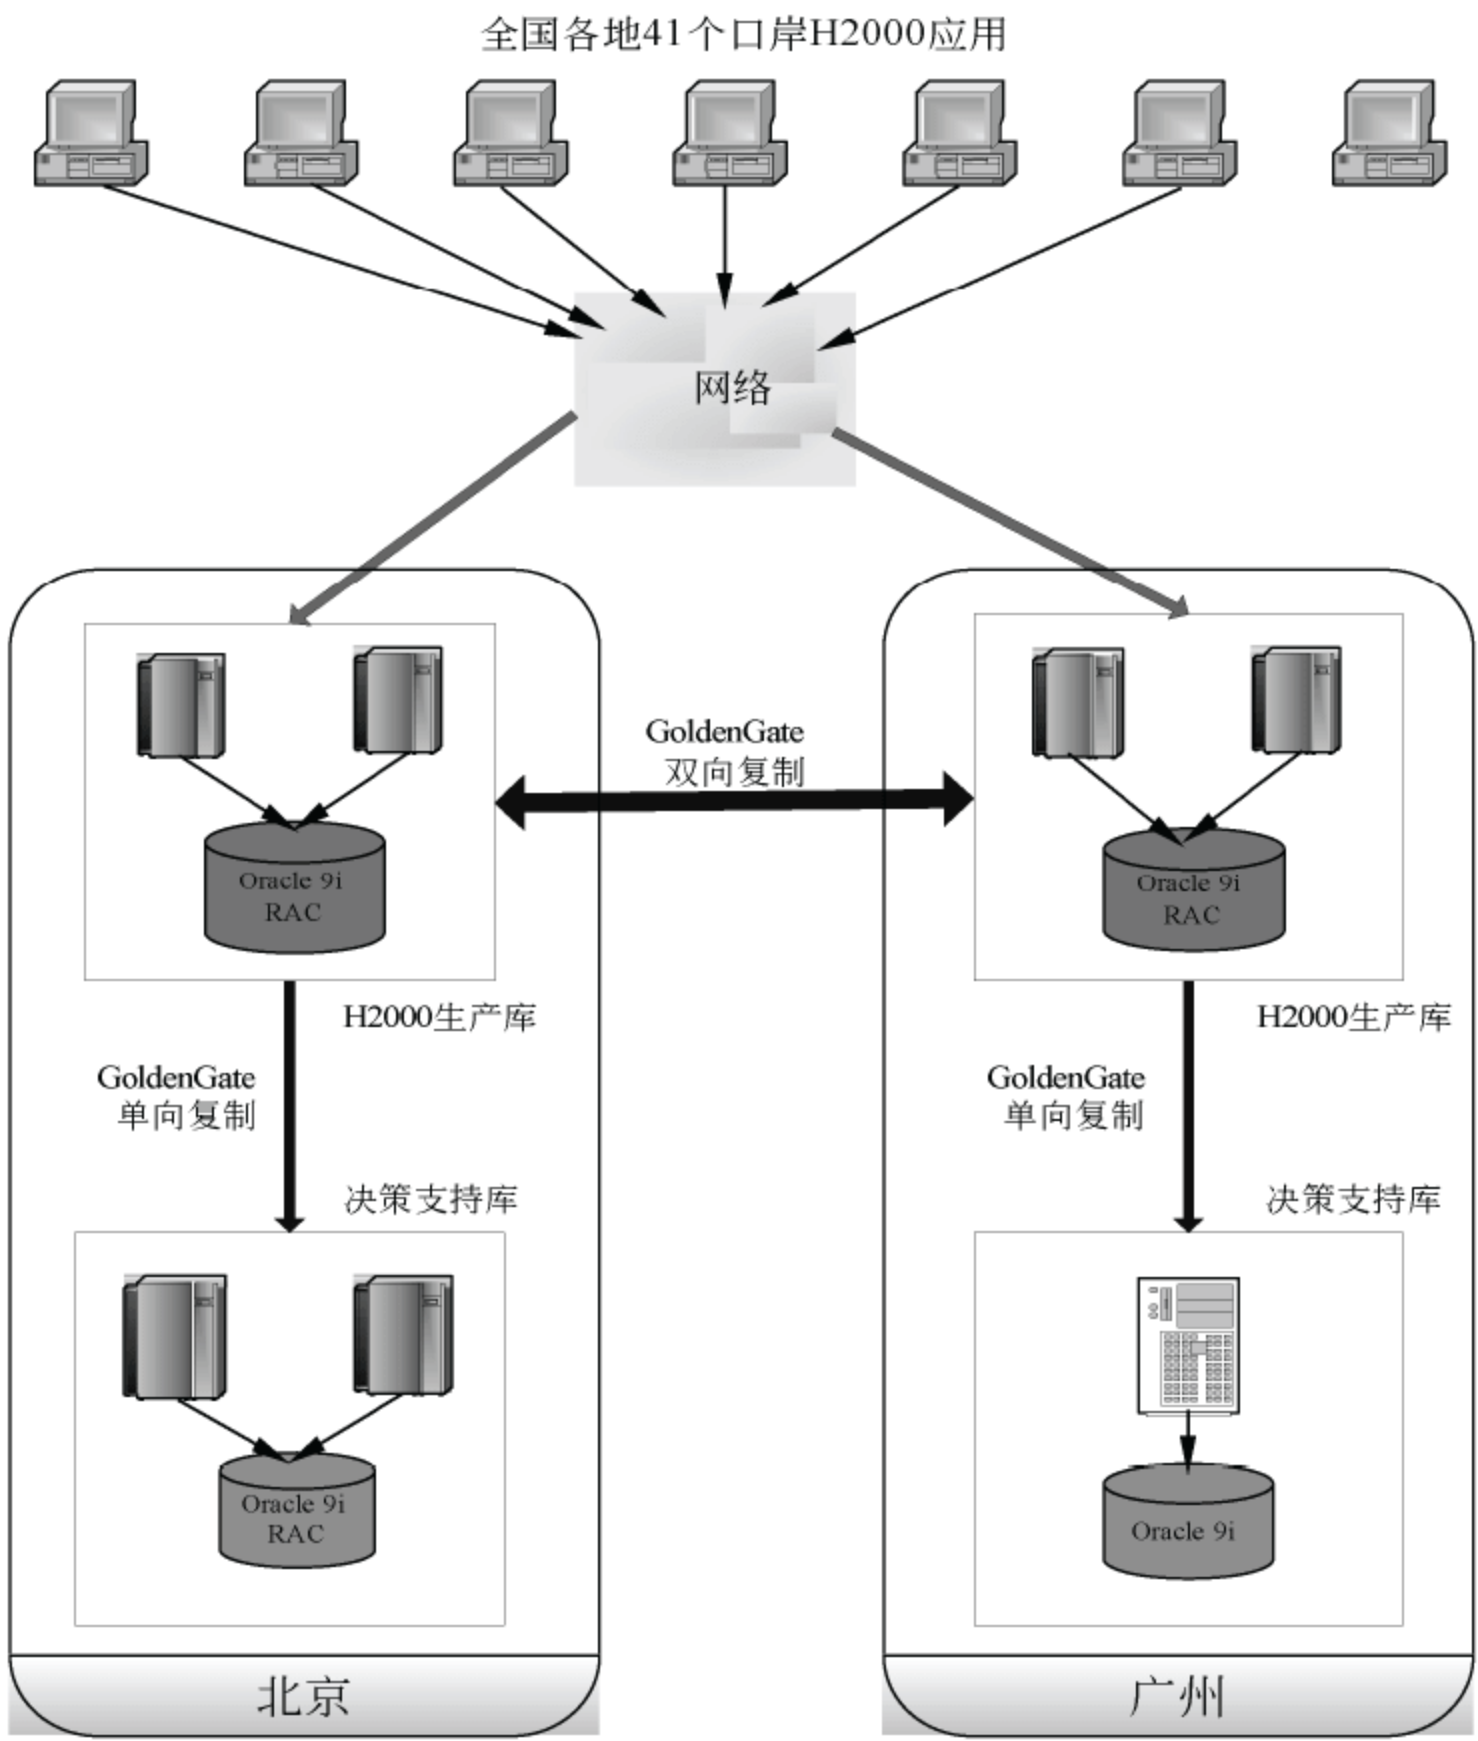 全国各地41个口岸H2000应用
网络
GoldenGate
双向复制
Oracle 9i
RAC
Oracle 9i
RAC
H2000生产库
H2000生产库
GoldenGate
单向复制
GoldenGate
单向复制
决策支持库
决策支持库
Oracle 9i
RAC
Oracle 9i
北京
广州